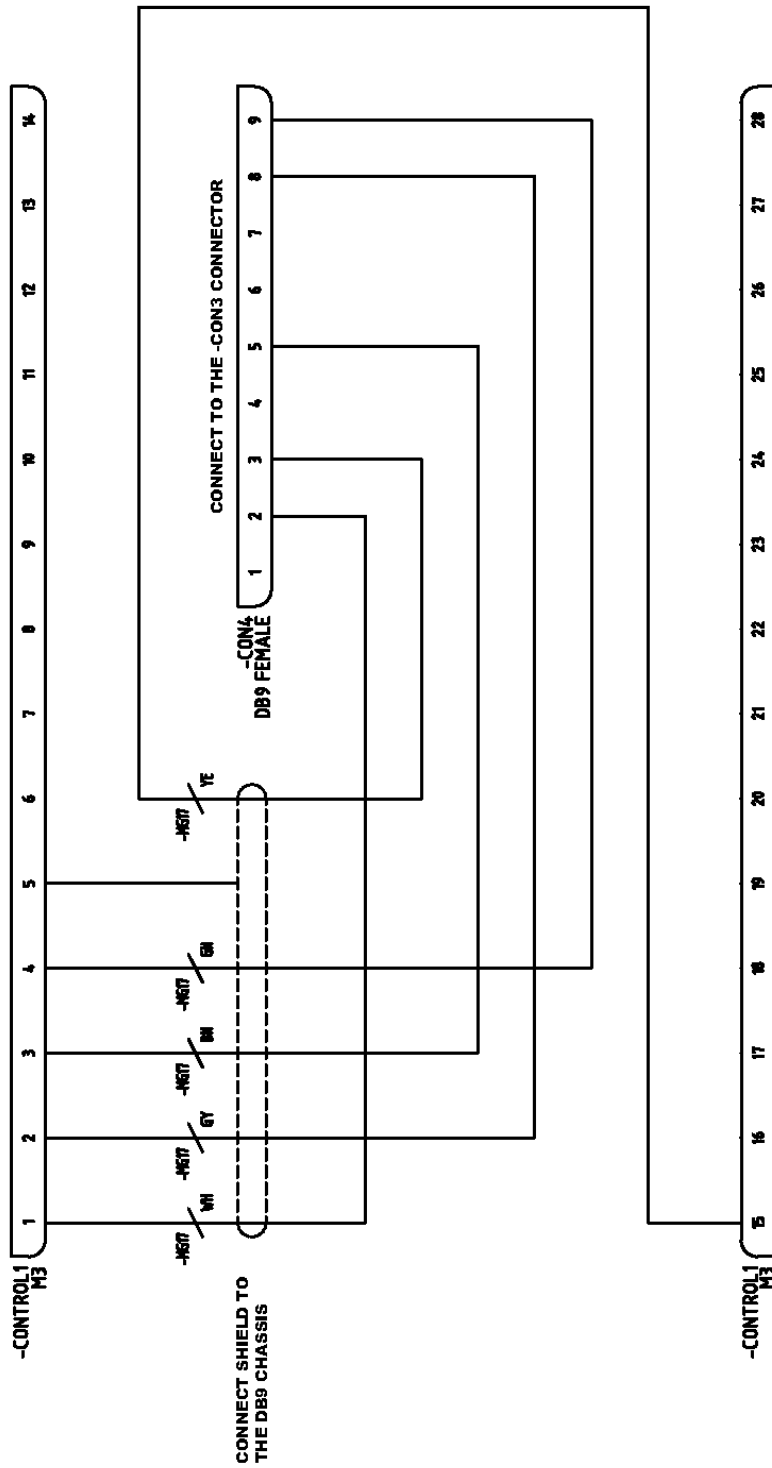 -CONTROL1
M3
1 2 3 4 5 6 7 8 9 10 11 12 13 14
-MG17 WH
-MG17 GY
-MG17 BN
-MG17 GN
-MG17 YE
CONNECT SHIELD TO
THE DB9 CHASSIS
CONNECT TO THE -CON3 CONNECTOR
-CON4
DB9 FEMALE
1 2 3 4 5 6 7 8 9
-CONTROL1
M3
15 16 17 18 19 20 21 22 23 24 25 26 27 28